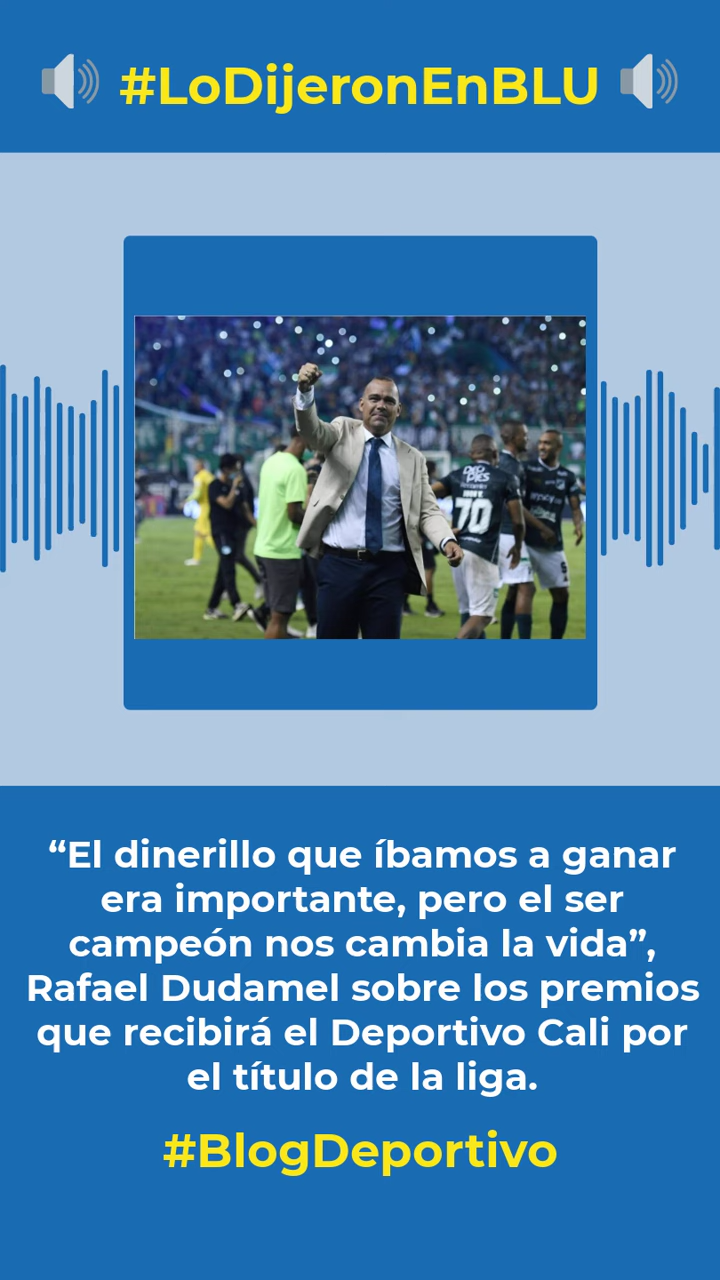 #LoDijeronEnBLU
70
“El dinerillo que íbamos a ganar
era importante, pero el ser
campeón nos cambia la vida”,
Rafael Dudamel sobre los premios
que recibirá el Deportivo Cali por
el título de la liga.
#BlogDeportivo